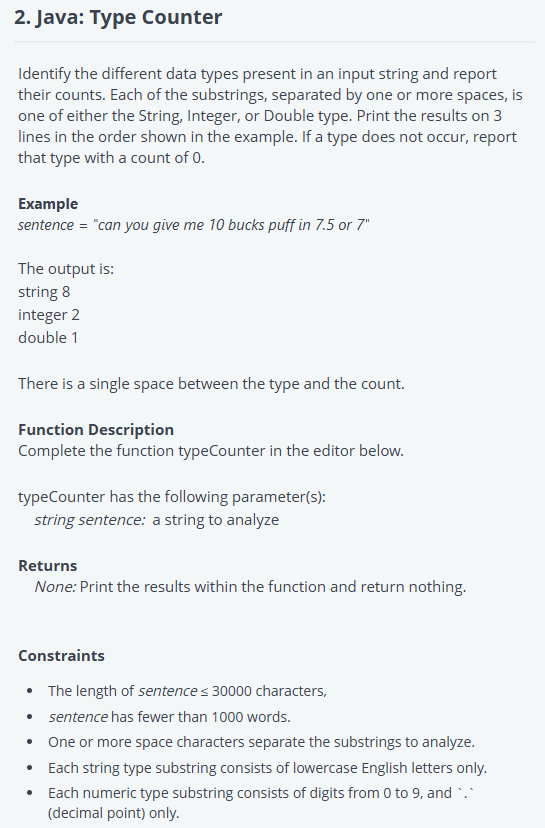 2. Java: Type Counter
Identify the different data types present in an input string and report
their counts. Each of the substrings, separated by one or more spaces, is
one of either the String, Integer, or Double type. Print the results on 3
lines in the order shown in the example. If a type does not occur, report
that type with a count of 0.
Example
sentence = "can you give me 10 bucks puff in 7.5 or 7"
The output is:
string 8
integer 2
double 1
There is a single space between the type and the count.
Function Description
Complete the function typeCounter in the editor below.
typeCounter has the following parameter(s):
string sentence: a string to analyze
Returns
None: Print the results within the function and return nothing.
Constraints
• The length of sentence ≤ 30000 characters,
• sentence has fewer than 1000 words.
• One or more space characters separate the substrings to analyze.
• Each string type substring consists of lowercase English letters only.
• Each numeric type substring consists of digits from 0 to 9, and `.`
(decimal point) only.